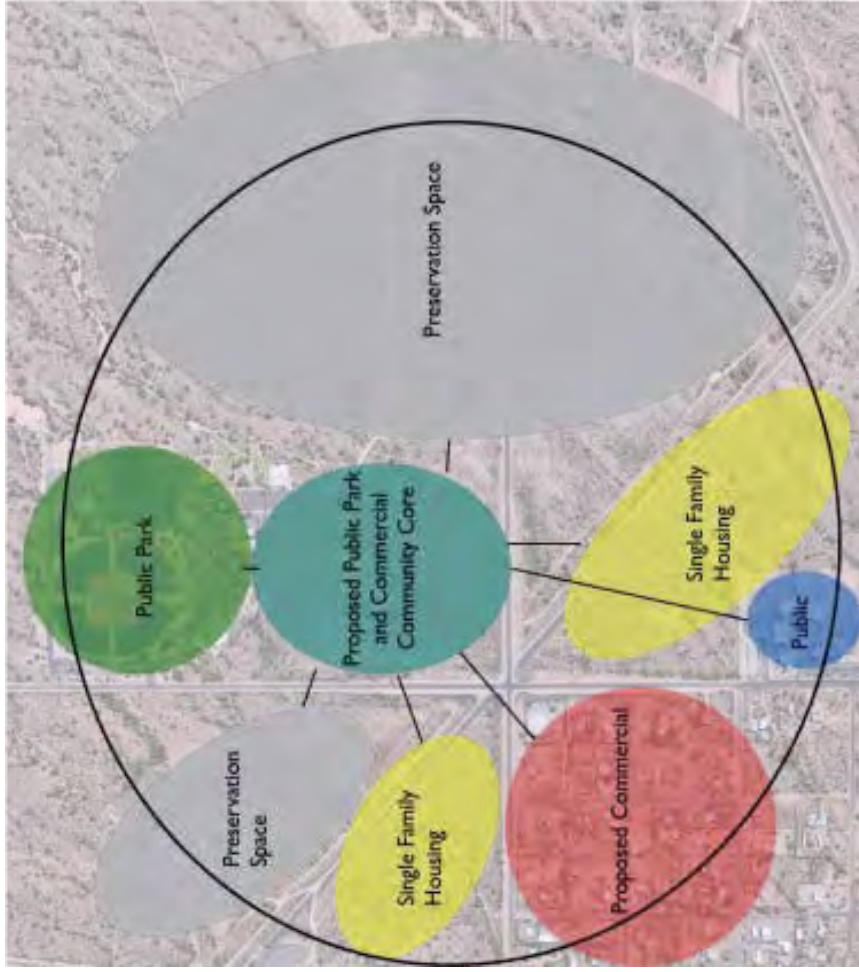 Public Park
Preservation
Space
Proposed Public Park
and Commercial
Community Core
Single Family
Housing
Preservation Space
Proposed Commercial
Single Family
Housing
Public